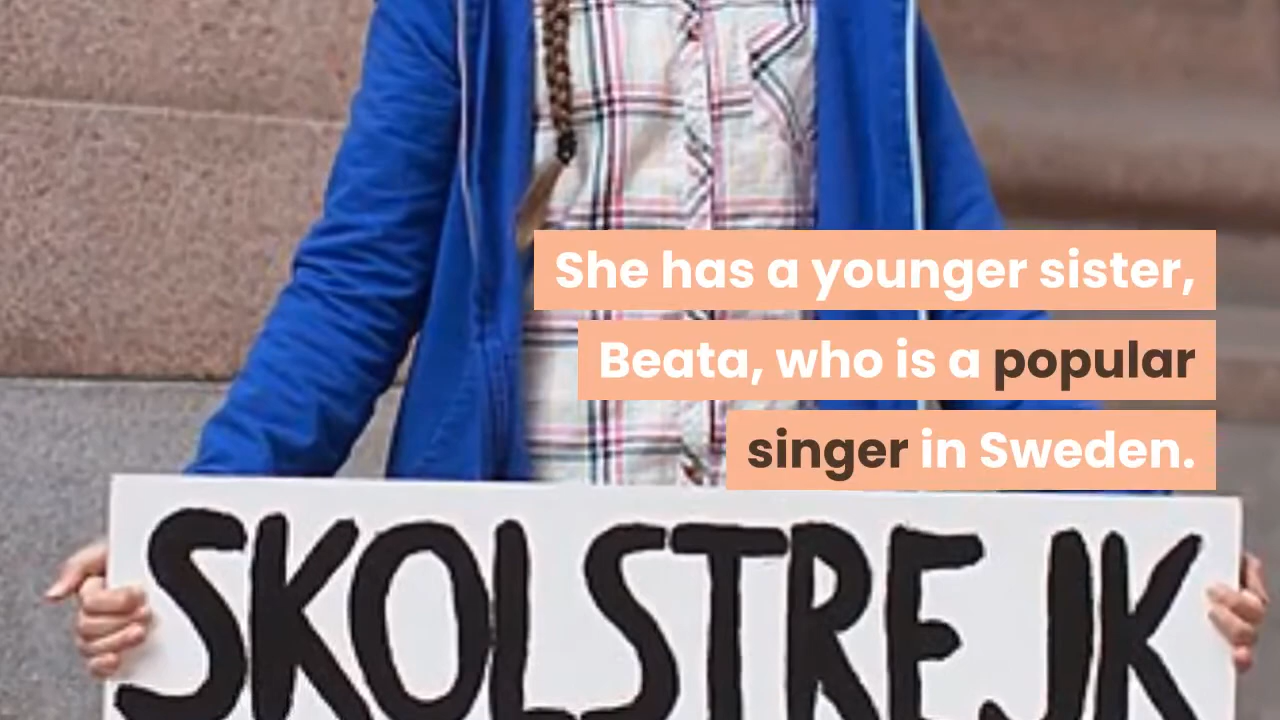 She has a younger sister,
Beata, who is a popular
singer in Sweden.
SKOLSTREJK